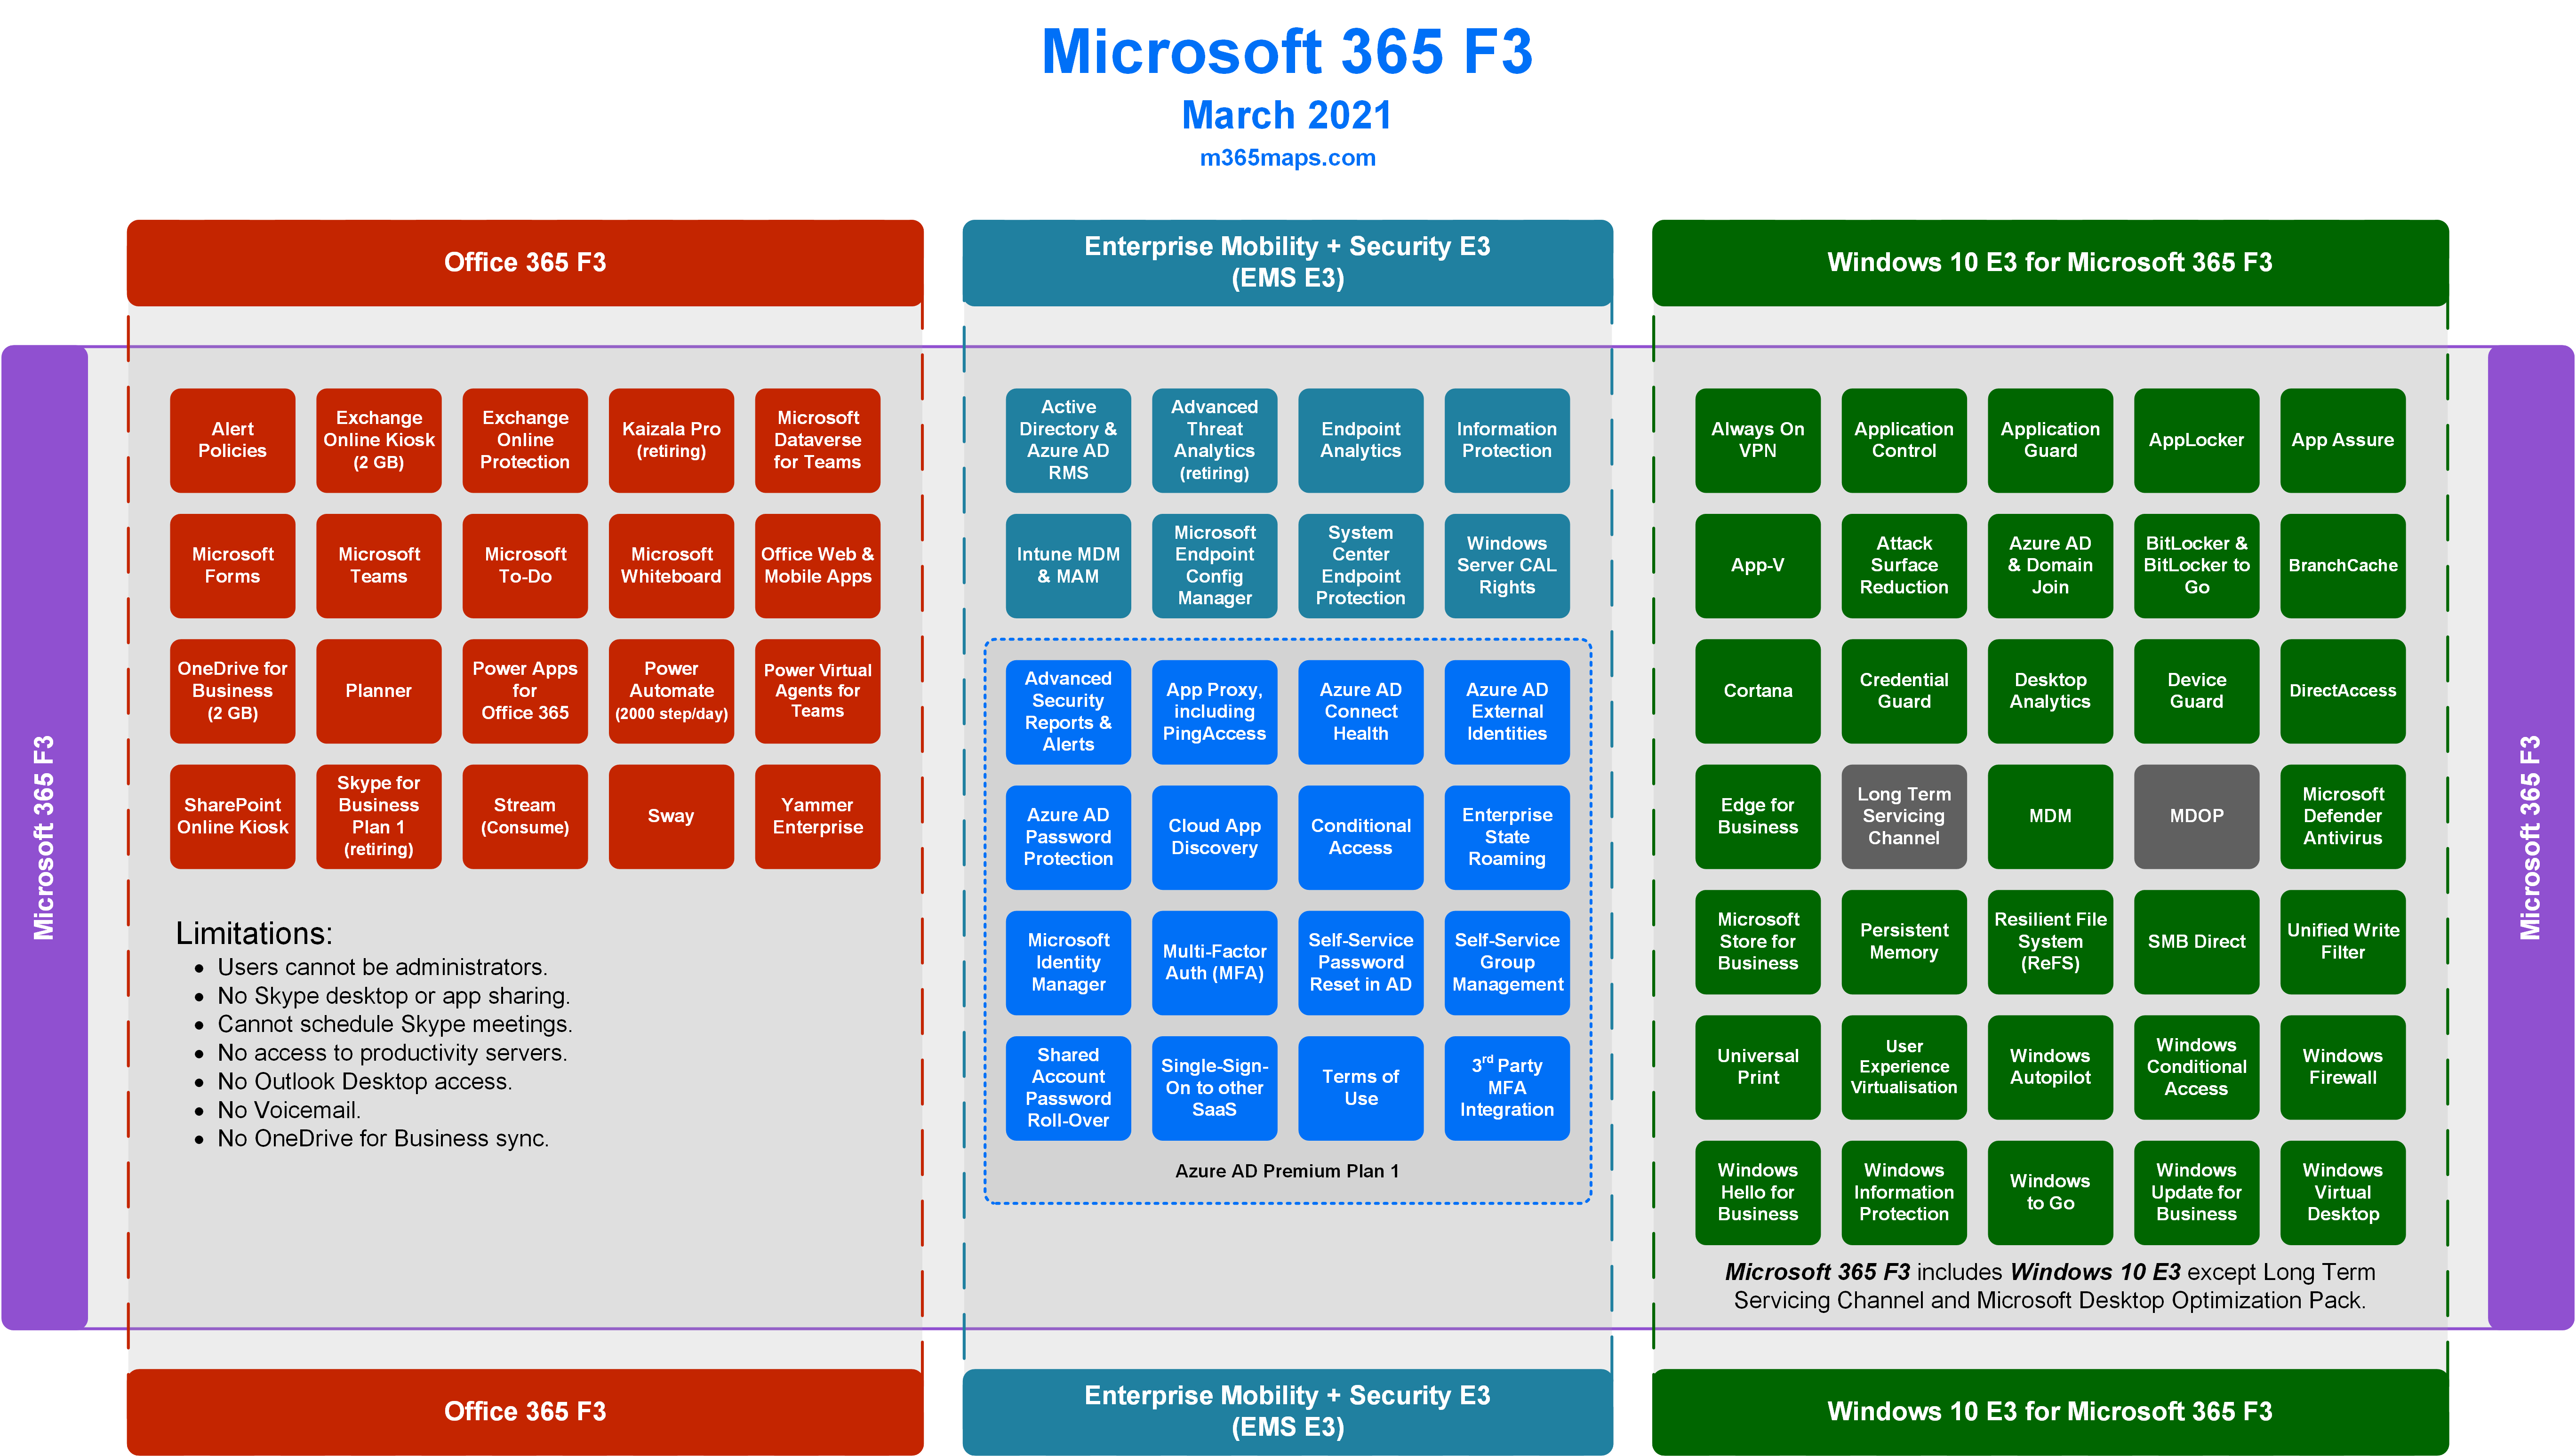 Microsoft 365 F3
March 2021
m365maps.com
Office 365 F3
Enterprise Mobility + Security E3
(EMS E3)
Windows 10 E3 for Microsoft 365 F3
Microsoft 365 F3
Alert
Policies
Exchange
Online Kiosk
(2 GB)
Exchange
Online
Protection
Kaizala Pro
(retiring)
Microsoft
Dataverse
for Teams
Microsoft
Forms
Microsoft
Teams
Microsoft
To-Do
Microsoft
Whiteboard
Office Web &
Mobile Apps
OneDrive for
Business
(2 GB)
Planner
Power Apps
for
Office 365
Power
Automate
(2000 step/day)
Power Virtual
Agents for
Teams
SharePoint
Online Kiosk
Skype for
Business
Plan 1
(retiring)
Stream
(Consume)
Sway
Yammer
Enterprise
Limitations:
• Users cannot be administrators.
• No Skype desktop or app sharing.
• Cannot schedule Skype meetings.
• No access to productivity servers.
• No Outlook Desktop access.
• No Voicemail.
• No OneDrive for Business sync.
Active
Directory &
Azure AD
RMS
Advanced
Threat
Analytics
(retiring)
Endpoint
Analytics
Information
Protection
Intune MDM
& MAM
Microsoft
Endpoint
Config
Manager
System
Center
Endpoint
Protection
Windows
Server CAL
Rights
Advanced
Security
Reports &
Alerts
App Proxy,
including
PingAccess
Azure AD
Connect
Health
Azure AD
External
Identities
Azure AD
Password
Protection
Cloud App
Discovery
Conditional
Access
Enterprise
State
Roaming
Microsoft
Identity
Manager
Multi-Factor
Auth (MFA)
Self-Service
Password
Reset in AD
Self-Service
Group
Management
Shared
Account
Password
Roll-Over
Single-Sign-
On to other
SaaS
Terms of
Use
3rd Party
MFA
Integration
Azure AD Premium Plan 1
Always On
VPN
Application
Control
Application
Guard
AppLocker
App Assure
App-V
Attack
Surface
Reduction
Azure AD
& Domain
Join
BitLocker &
BitLocker to
Go
BranchCache
Cortana
Credential
Guard
Desktop
Analytics
Device
Guard
DirectAccess
Edge for
Business
Long Term
Servicing
Channel
MDM
MDOP
Microsoft
Defender
Antivirus
Microsoft
Store for
Business
Persistent
Memory
Resilient File
System
(ReFS)
SMB Direct
Unified Write
Filter
Universal
Print
User
Experience
Virtualisation
Windows
Autopilot
Windows
Conditional
Access
Windows
Firewall
Windows
Hello for
Business
Windows
Information
Protection
Windows
to Go
Windows
Update for
Business
Windows
Virtual
Desktop
Microsoft 365 F3 includes Windows 10 E3 except Long Term
Servicing Channel and Microsoft Desktop Optimization Pack.
Microsoft 365 F3
Office 365 F3
Enterprise Mobility + Security E3
(EMS E3)
Windows 10 E3 for Microsoft 365 F3